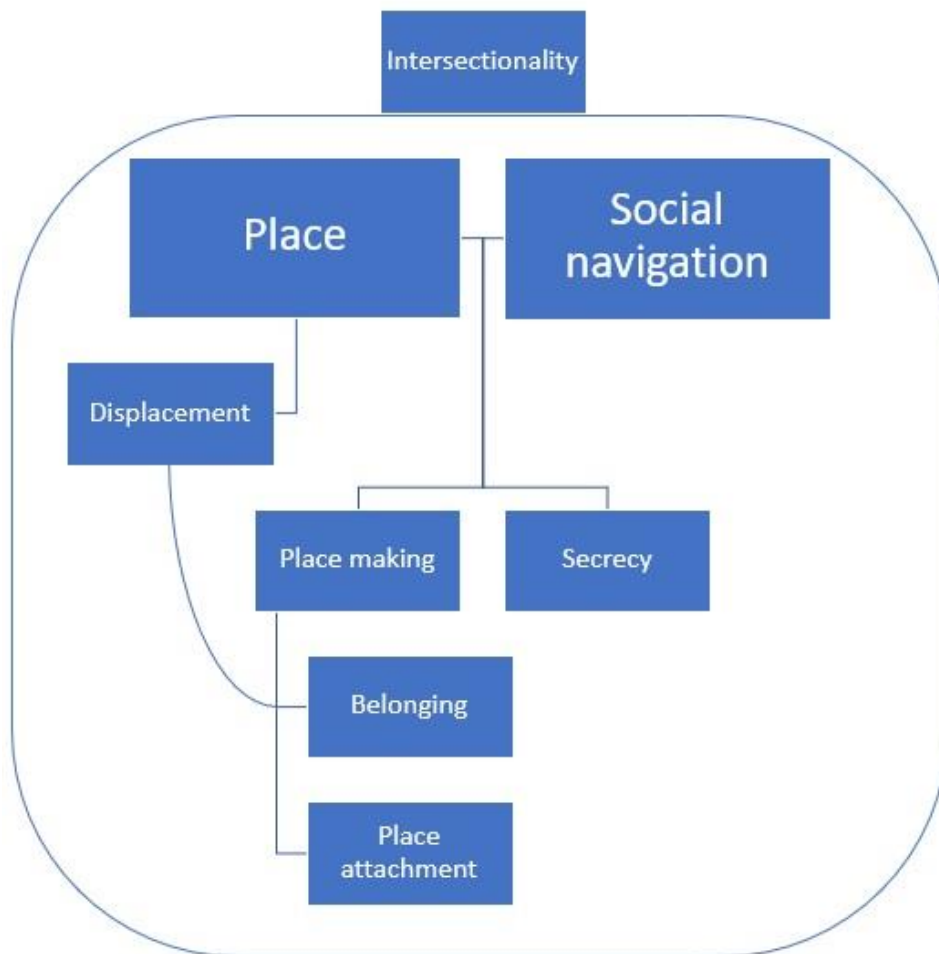 Intersectionality
Place
Social
navigation
Displacement
Place making
Secrecy
Belonging
Place
attachment